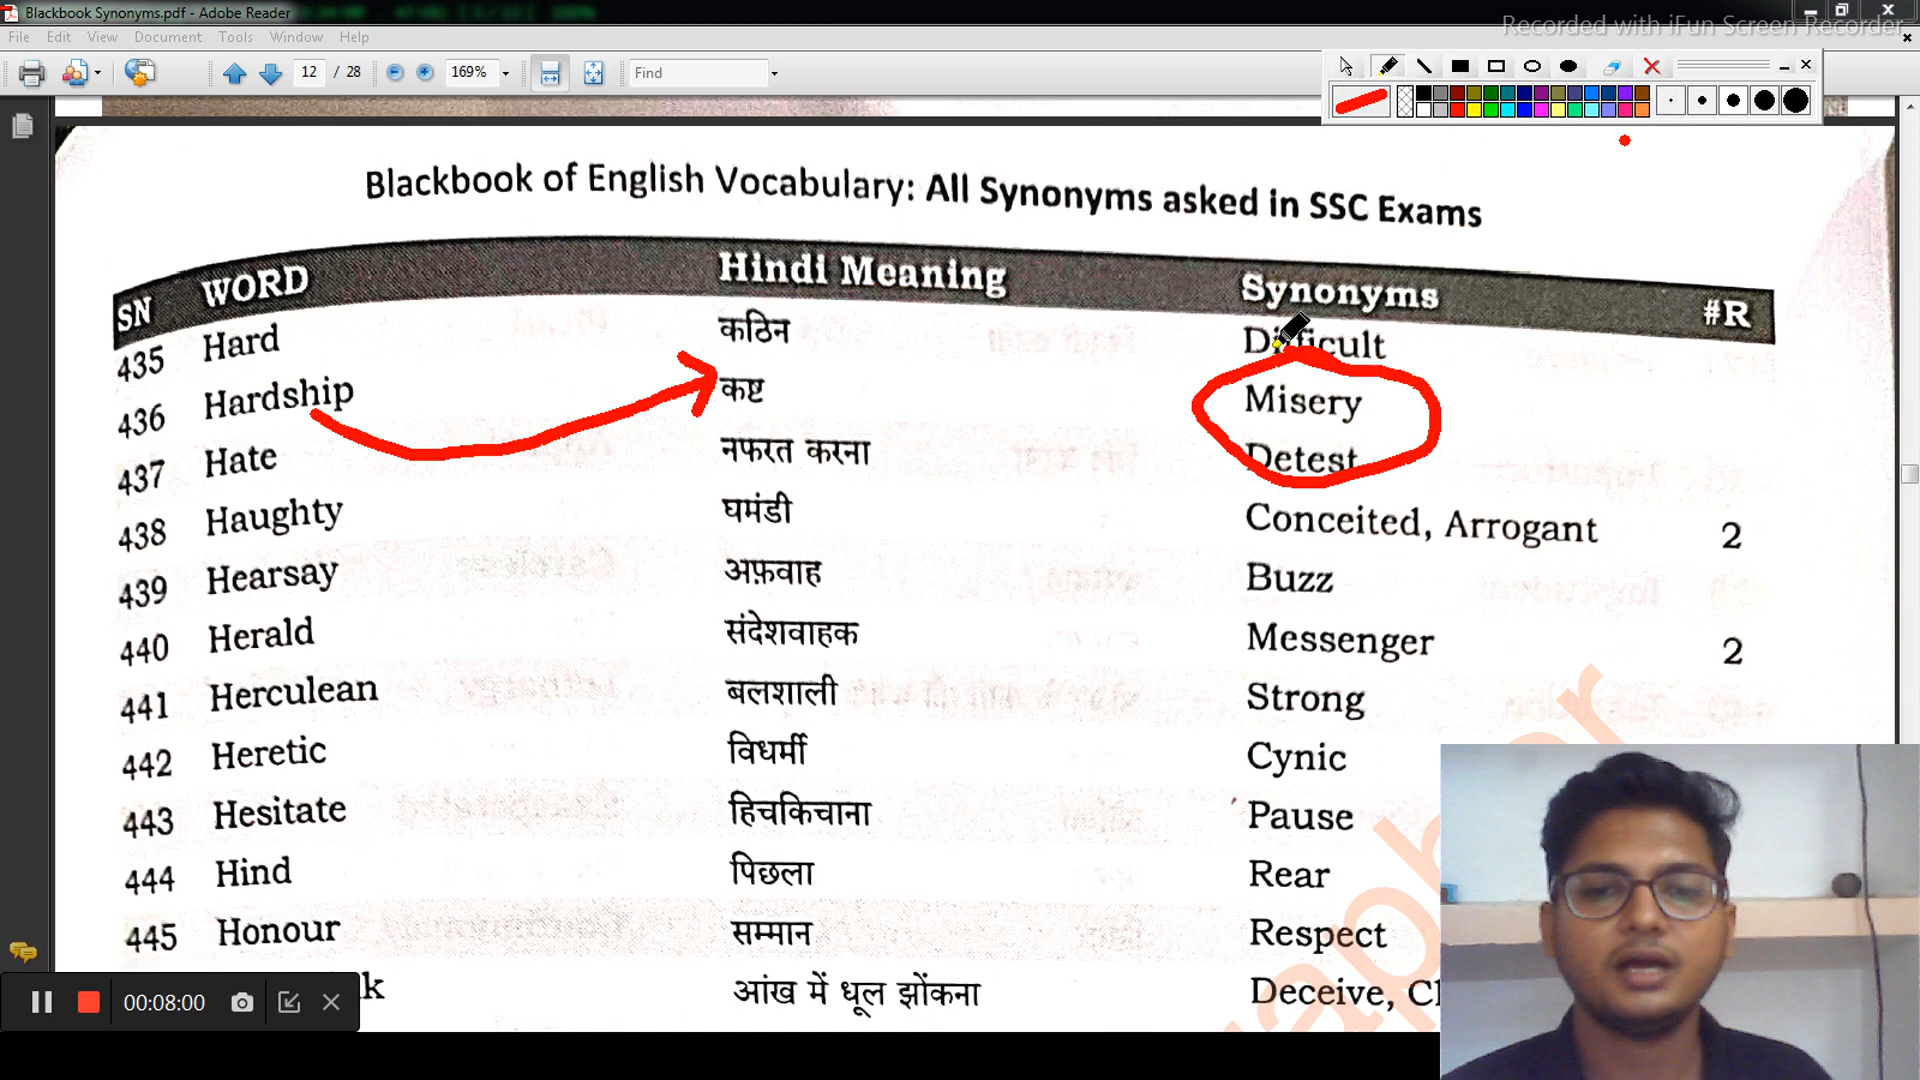 Blackbook Synonyms.pdf - Adobe Reader
Recorded with iFun Screen Recorder
File Edit View Document Tools Window Help
12 / 28 169% Find
Blackbook of English Vocabulary: All Synonyms asked in SSC Exams
SN WORD Hindi Meaning Synonyms #R
435 Hard कठिन Difficult
436 Hardship कष्ट Misery
437 Hate नफरत करना Detest
438 Haughty घमंडी Conceited, Arrogant 2
439 Hearsay अफ़वाह Buzz
440 Herald संदेशवाहक Messenger 2
441 Herculean बलशाली Strong
442 Heretic विधर्मी Cynic
443 Hesitate हिचकिचाना Pause
444 Hind पिछला Rear
445 Honour सम्मान Respect
k आंख में धूल झोंकना Deceive, Cl
00:08:00